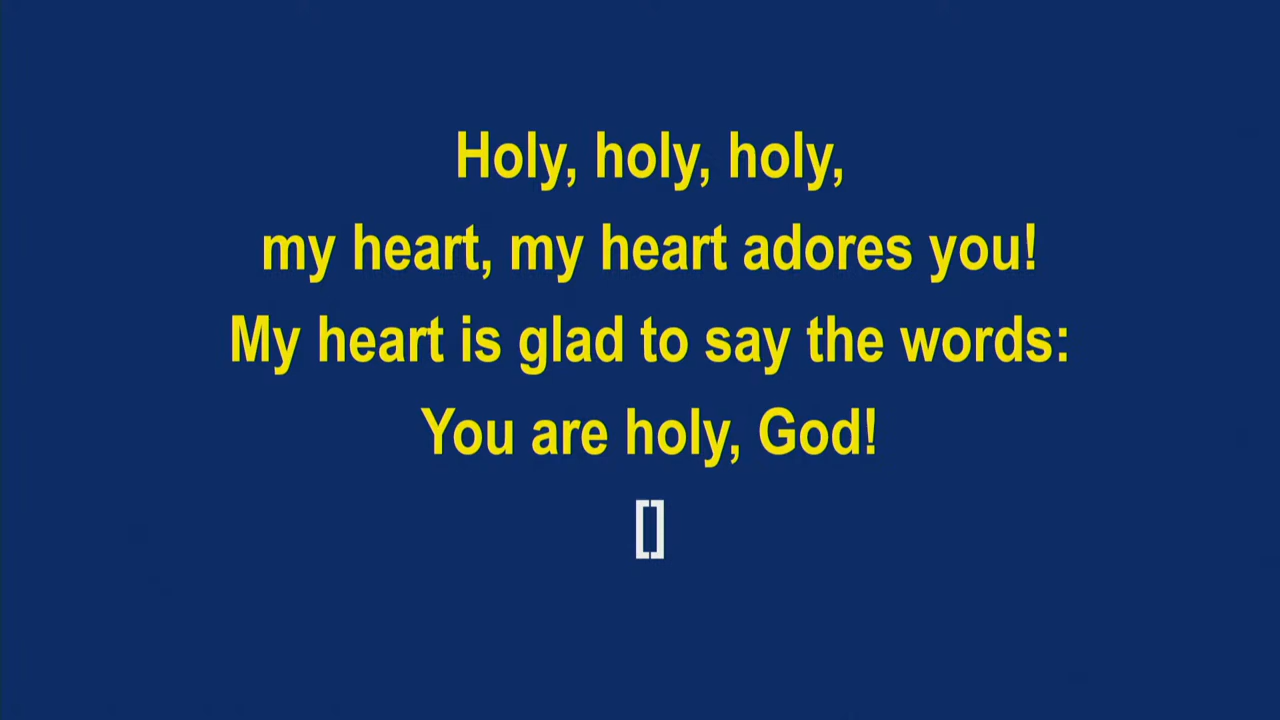 Holy, holy, holy,
my heart, my heart adores you!
My heart is glad to say the words:
You are holy, God!
[]